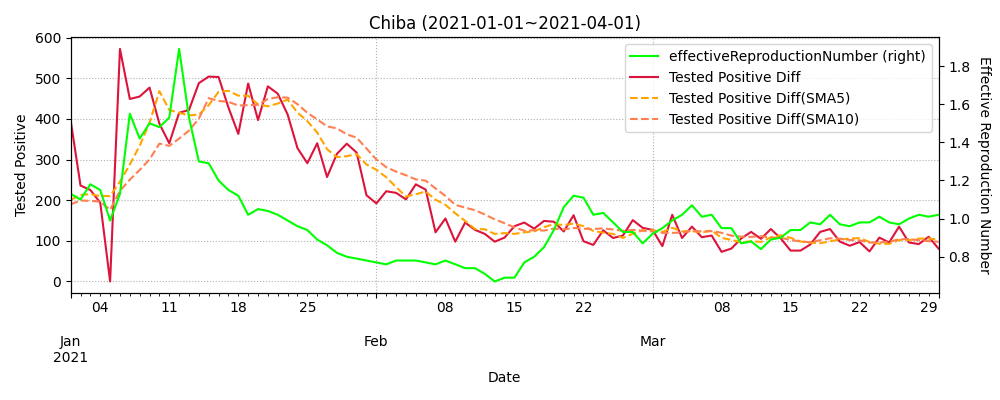 Chiba (2021-01-01~2021-04-01)
effectiveReproductionNumber (right)
Tested Positive Diff
Tested Positive Diff(SMA5)
Tested Positive Diff(SMA10)
Tested Positive
600
500
400
300
200
100
0
1.8
1.6
1.4
1.2
1.0
0.8
Effective Reproduction Number
04 11 18 25 08 15 22 08 15 22 29
Jan Feb Mar
2021
Date